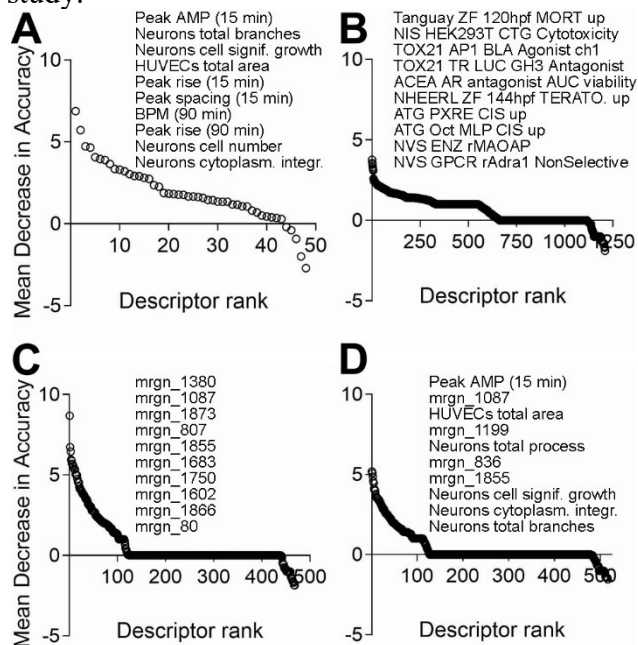 study.
A
Peak AMP (15 min)
Neurons total branches
Neurons cell signif. growth
HUVECs total area
Peak rise (15 min)
Peak spacing (15 min)
BPM (90 min)
Peak rise (90 min)
Neurons cell number
Neurons cytoplasm. integr.
Mean Decrease in Accuracy
10
5
0
-5
10 20 30 40 50
Descriptor rank
B
Tanguay ZF 120hpf MORT up
NIS HEK293T CTG Cytotoxicity
TOX21 AP1 BLA Agonist ch1
TOX21 TR LUC GH3 Antagonist
ACEA AR antagonist AUC viability
NHEERL ZF 144hpf TERATO. up
ATG PXRE CIS up
ATG Oct MLP CIS up
NVS ENZ rMAOAP
NVS GPCR rAdra1 NonSelective
10
5
0
-5
250 500 750 1000 1250
Descriptor rank
C
mrgn_1380
mrgn_1087
mrgn_1873
mrgn_807
mrgn_1855
mrgn_1683
mrgn_1750
mrgn_1602
mrgn_1866
mrgn_80
Mean Decrease in Accuracy
10
5
0
-5
100 200 300 400 500
Descriptor rank
D
Peak AMP (15 min)
mrgn_1087
HUVECs total area
mrgn_1199
Neurons total process
mrgn_836
mrgn_1855
Neurons cell signif. growth
Neurons cytoplasm. integr.
Neurons total branches
10
5
0
-5
100 200 300 400 500
Descriptor rank